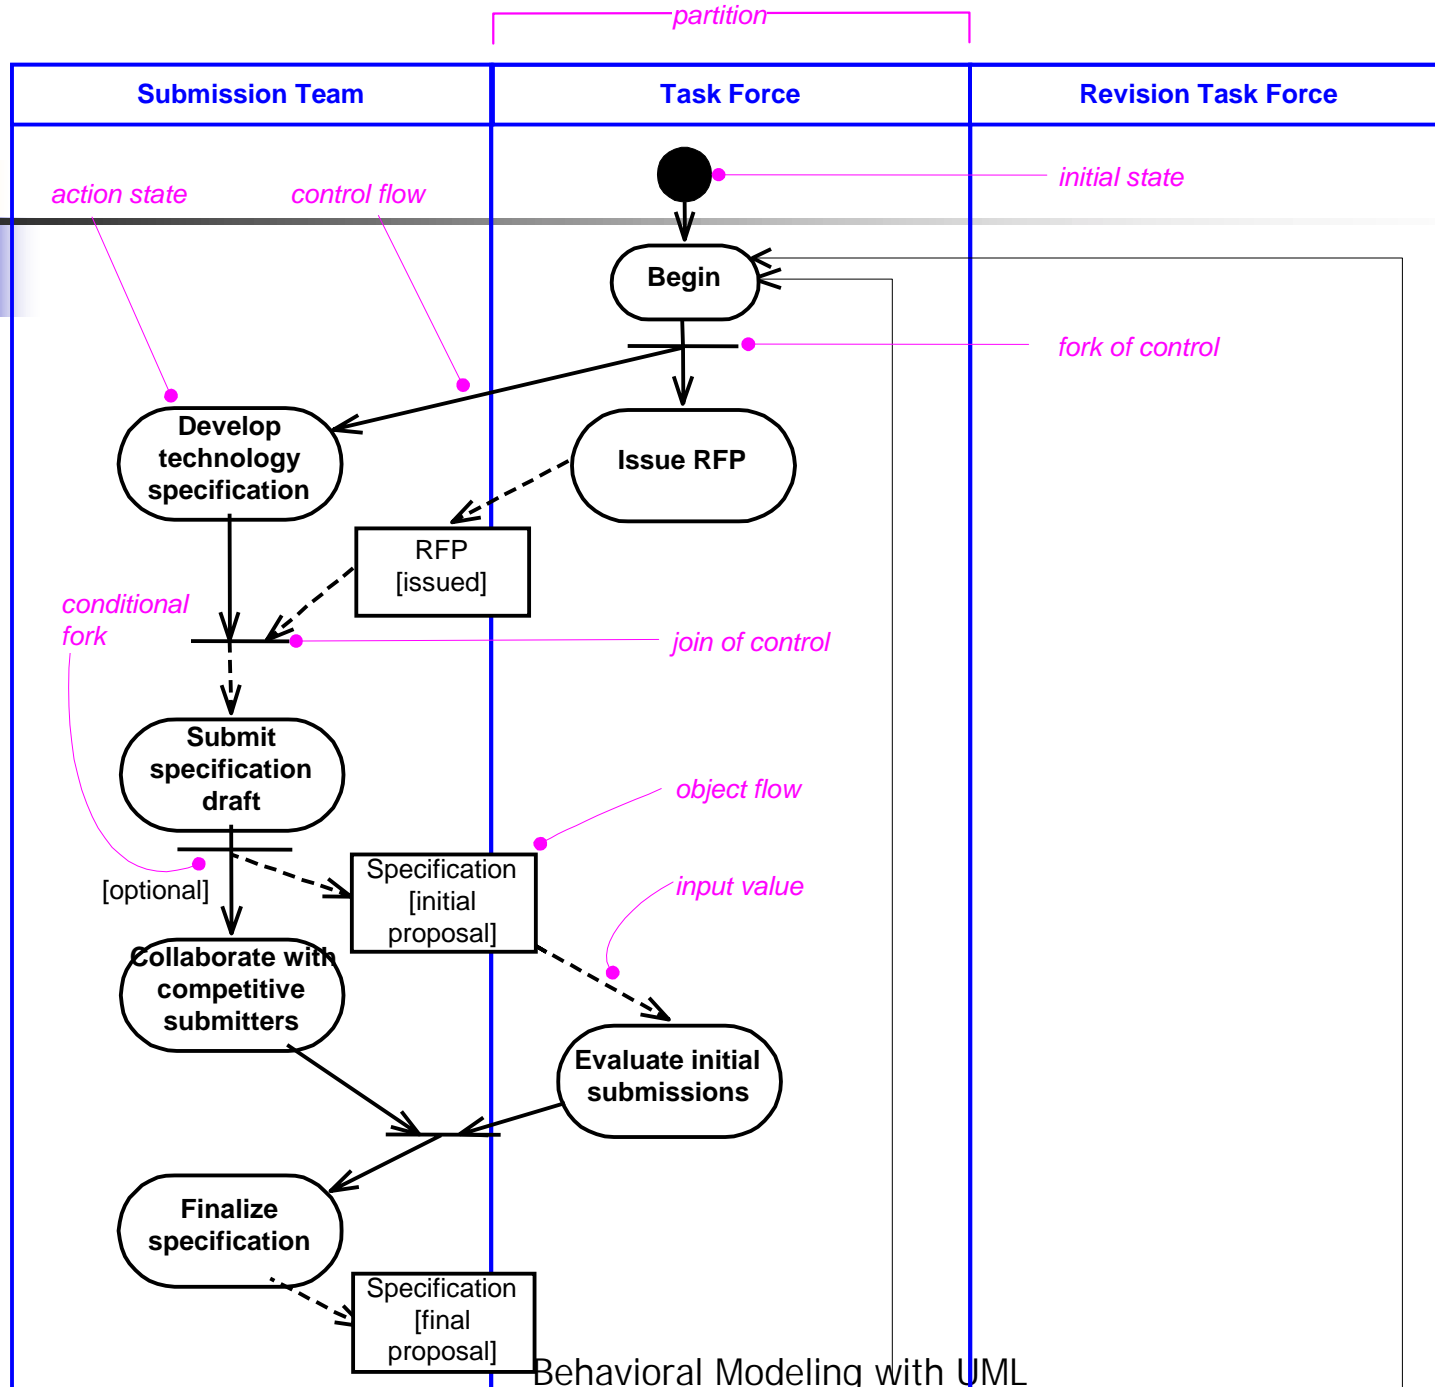 partition
Submission Team
Task Force
Revision Task Force
action state
control flow
initial state
Begin
fork of control
Develop
technology
specification
Issue RFP
RFP
[issued]
conditional
fork
join of control
Submit
specification
draft
object flow
Specification
[initial
proposal]
input value
[optional]
Collaborate with
competitive
submitters
Evaluate initial
submissions
Finalize
specification
Specification
[final
proposal]
Behavioral Modeling with UML